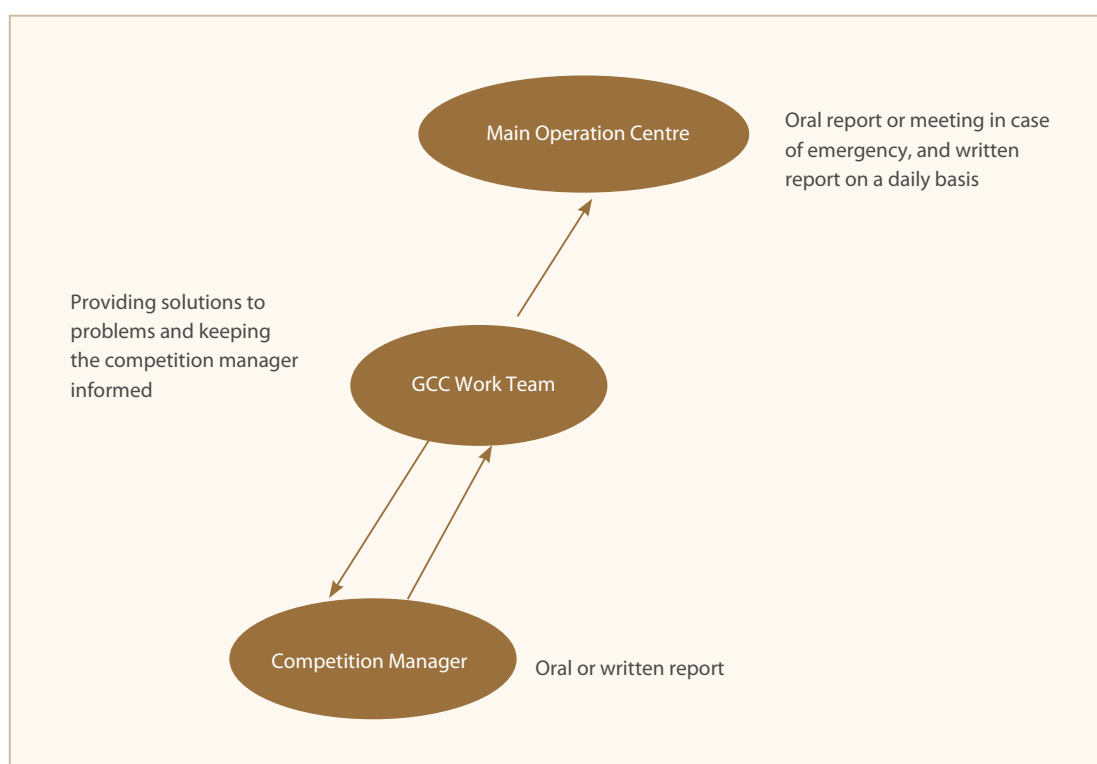 Main Operation Centre
Oral report or meeting in case
of emergency, and written
report on a daily basis
Providing solutions to
problems and keeping
the competition manager
informed
GCC Work Team
Competition Manager
Oral or written report